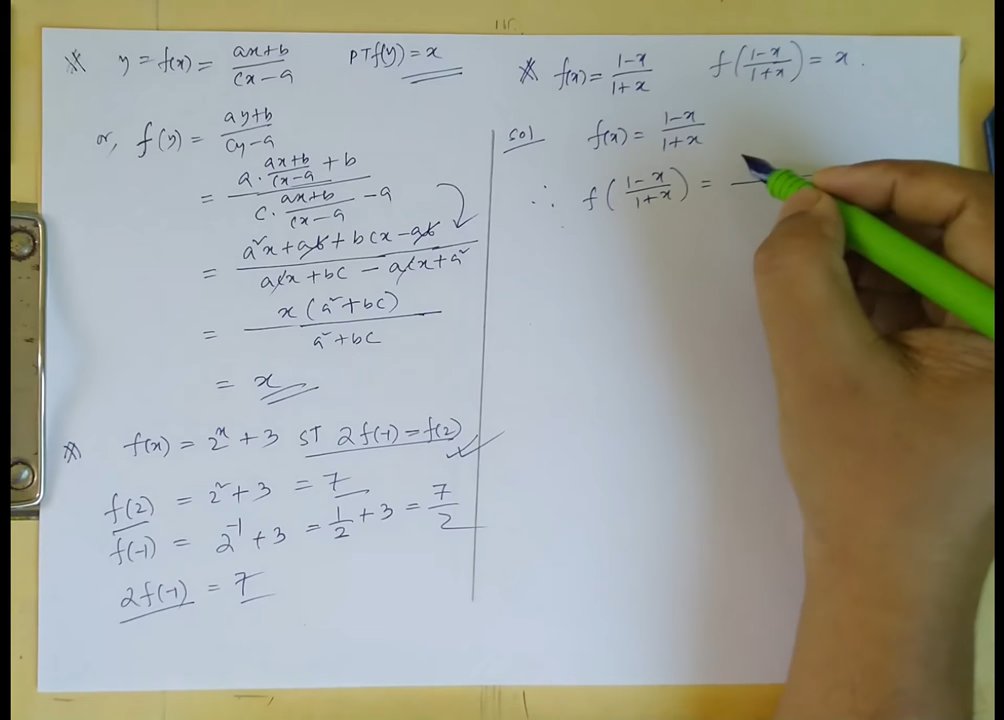 * y = f(x) = (ax+b)/(cx-a) PT f(y) = x
or, f(y) = (ay+b)/(cy-a)
= (a·(ax+b)/(cx-a) + b)/(c·(ax+b)/(cx-a) - a)
= (a²x+ab+bcx-ab)/(acx+bc-acx+a²)
= x(a²+bc)/(a²+bc)
= x
* f(x) = 2ˣ + 3 ST 2f(-1) = f(2)
f(2) = 2² + 3 = 7
f(-1) = 2⁻¹ + 3 = 1/2 + 3 = 7/2
2f(-1) = 7
* f(x) = (1-x)/(1+x) f((1-x)/(1+x)) = x.
Sol f(x) = (1-x)/(1+x)
∴ f((1-x)/(1+x)) =